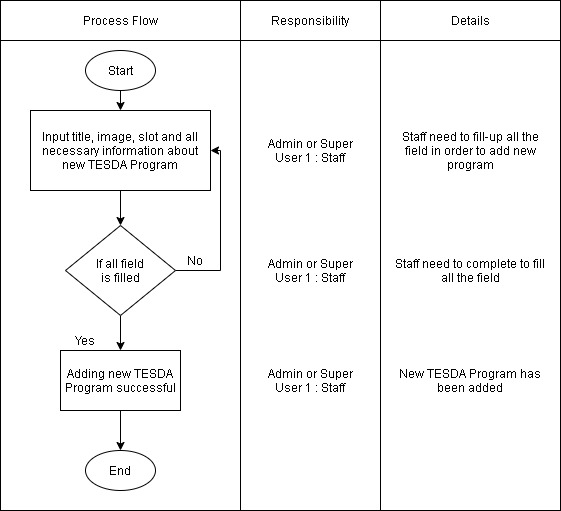 Process Flow
Responsibility
Details
Start
Input title, image, slot and all
necessary information about
new TESDA Program
Admin or Super
User 1 : Staff
Staff need to fill-up all the
field in order to add new
program
If all field
is filled
No
Admin or Super
User 1 : Staff
Staff need to complete to fill
all the field
Yes
Adding new TESDA
Program successful
Admin or Super
User 1 : Staff
New TESDA Program has
been added
End